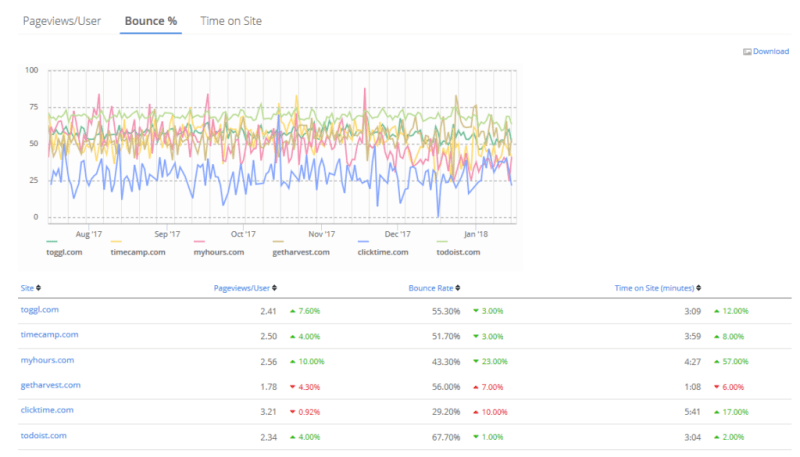 Pageviews/User Bounce % Time on Site
Download
100
75
50
25
0
Aug '17 Sep '17 Oct '17 Nov '17 Dec '17 Jan '18
toggl.com timecamp.com myhours.com getharvest.com clicktime.com todoist.com
Site Pageviews/User Bounce Rate Time on Site (minutes)
toggl.com 2.41 7.60% 55.30% 3.00% 3:09 12.00%
timecamp.com 2.50 4.00% 51.70% 3.00% 3:59 8.00%
myhours.com 2.56 10.00% 43.30% 23.00% 4:27 57.00%
getharvest.com 1.78 4.30% 56.00% 7.00% 1:08 6.00%
clicktime.com 3.21 0.92% 29.20% 10.00% 5:41 17.00%
todoist.com 2.34 4.00% 67.70% 1.00% 3:04 2.00%